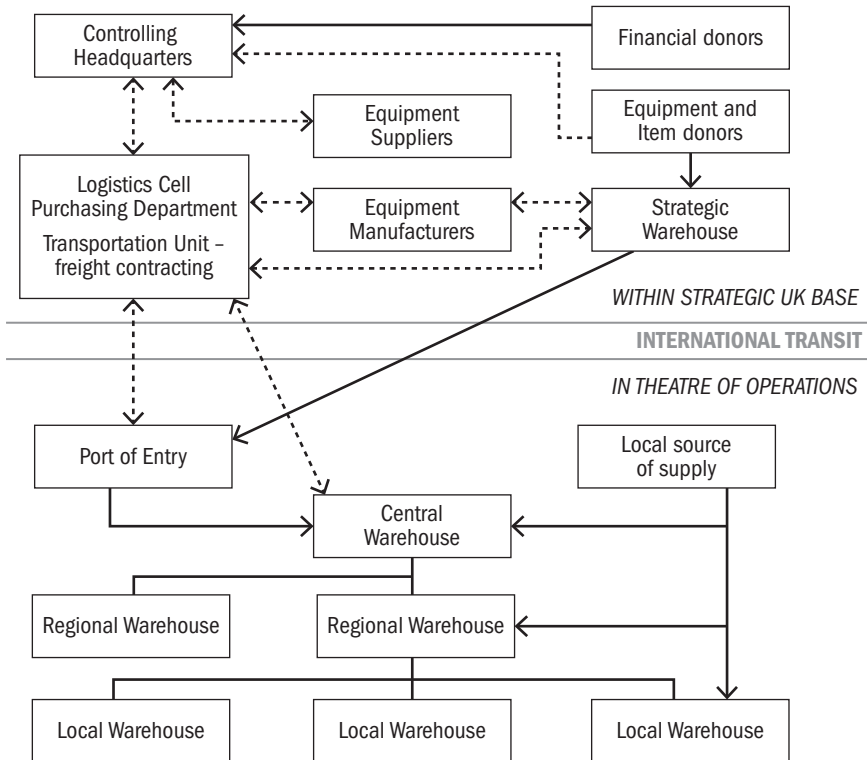 Controlling
Headquarters
Financial donors
Equipment
Suppliers
Equipment and
Item donors
Logistics Cell
Purchasing Department
Transportation Unit –
freight contracting
Equipment
Manufacturers
Strategic
Warehouse
WITHIN STRATEGIC UK BASE
INTERNATIONAL TRANSIT
IN THEATRE OF OPERATIONS
Port of Entry
Local source
of supply
Central
Warehouse
Regional Warehouse
Regional Warehouse
Local Warehouse
Local Warehouse
Local Warehouse